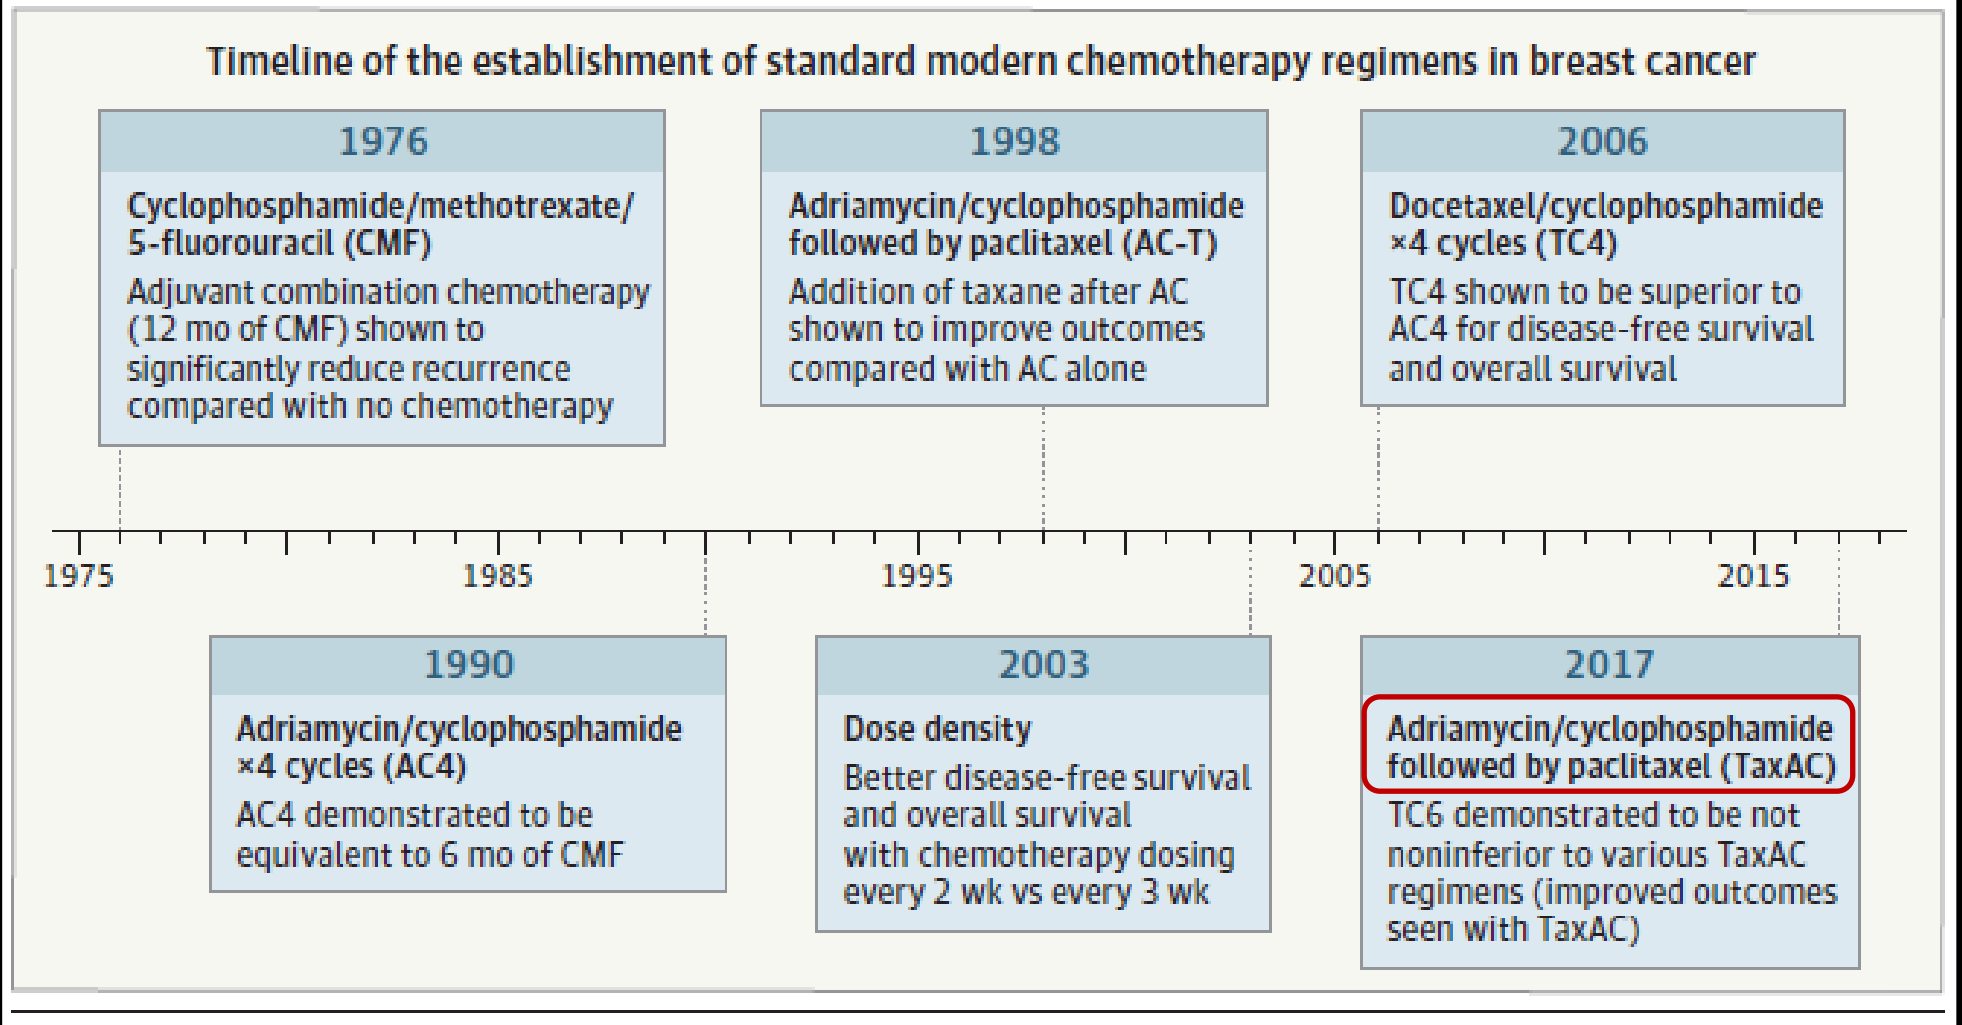 Timeline of the establishment of standard modern chemotherapy regimens in breast cancer
1976
Cyclophosphamide/methotrexate/
5-fluorouracil (CMF)
Adjuvant combination chemotherapy
(12 mo of CMF) shown to
significantly reduce recurrence
compared with no chemotherapy
1998
Adriamycin/cyclophosphamide
followed by paclitaxel (AC-T)
Addition of taxane after AC
shown to improve outcomes
compared with AC alone
2006
Docetaxel/cyclophosphamide
×4 cycles (TC4)
TC4 shown to be superior to
AC4 for disease-free survival
and overall survival
1975
1985
1995
2005
2015
1990
Adriamycin/cyclophosphamide
×4 cycles (AC4)
AC4 demonstrated to be
equivalent to 6 mo of CMF
2003
Dose density
Better disease-free survival
and overall survival
with chemotherapy dosing
every 2 wk vs every 3 wk
2017
Adriamycin/cyclophosphamide
followed by paclitaxel (TaxAC)
TC6 demonstrated to be not
noninferior to various TaxAC
regimens (improved outcomes
seen with TaxAC)